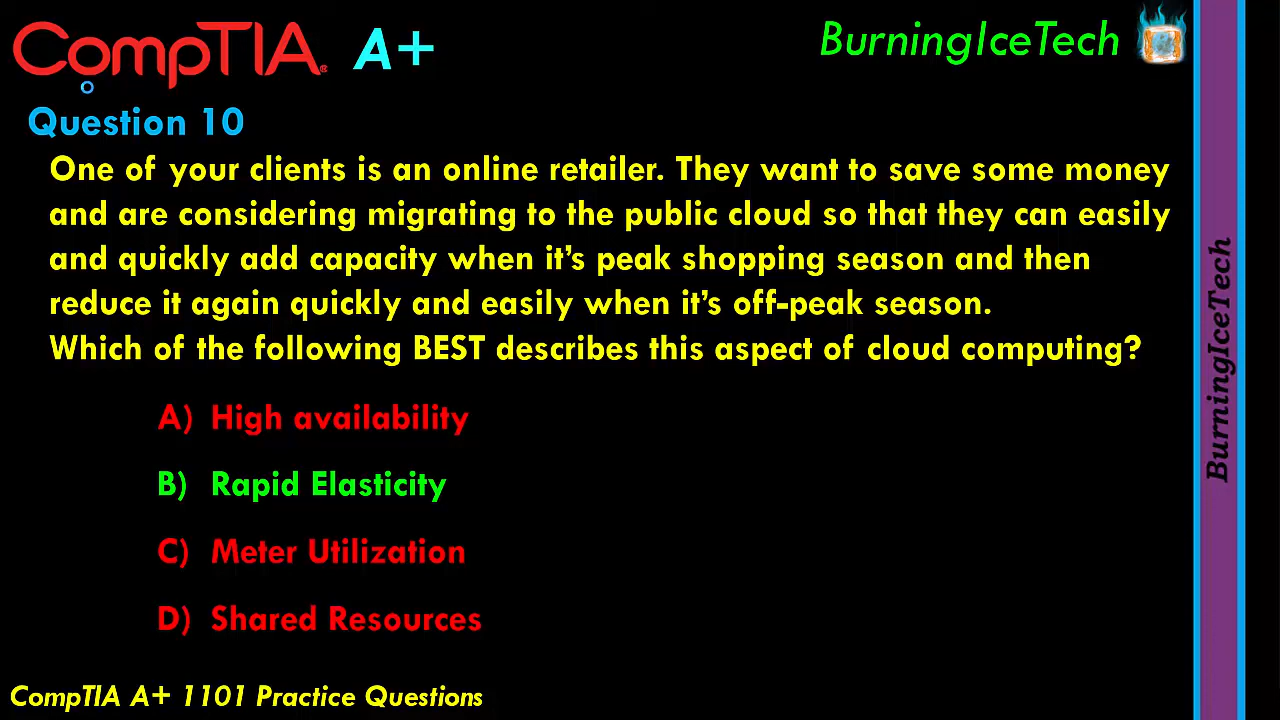 CompTIA® A+
BurningIceTech
Question 10
One of your clients is an online retailer. They want to save some money
and are considering migrating to the public cloud so that they can easily
and quickly add capacity when it's peak shopping season and then
reduce it again quickly and easily when it's off-peak season.
Which of the following BEST describes this aspect of cloud computing?
A) High availability
B) Rapid Elasticity
C) Meter Utilization
D) Shared Resources
CompTIA A+ 1101 Practice Questions
BurningIceTech